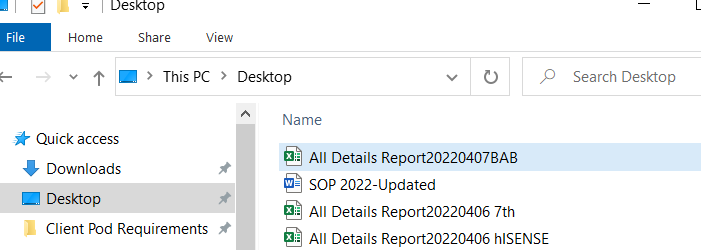 Desktop
File Home Share View
This PC Desktop
Search Desktop
Name
Quick access
Downloads
Desktop
Client Pod Requirements
All Details Report20220407BAB
SOP 2022-Updated
All Details Report20220406 7th
All Details Report20220406 hISENSE